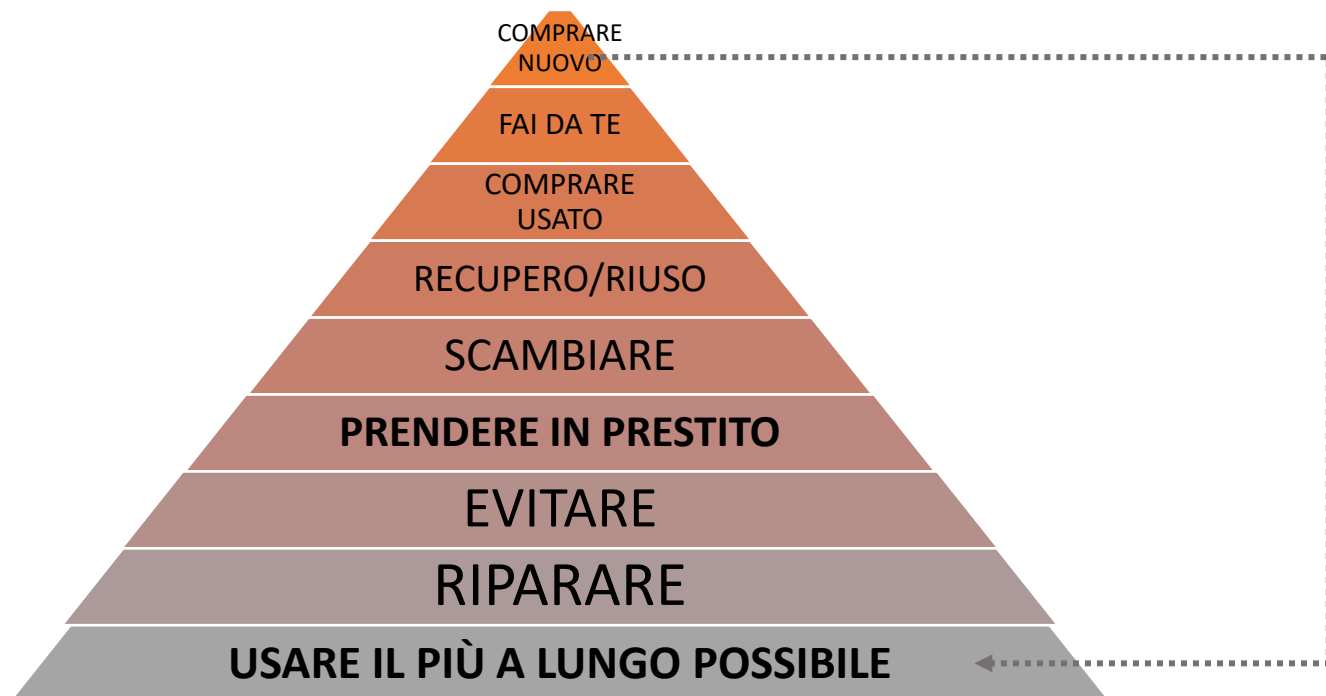 COMPRARE
NUOVO
FAI DA TE
COMPRARE
USATO
RECUPERO/RIUSO
SCAMBIARE
PRENDERE IN PRESTITO
EVITARE
RIPARARE
USARE IL PIÙ A LUNGO POSSIBILE